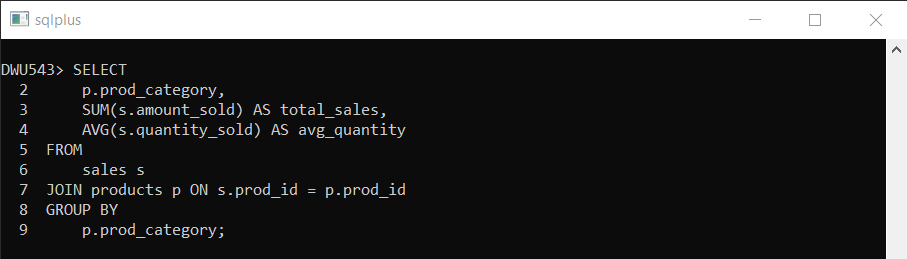 sqlplus
DWU543> SELECT
  2      p.prod_category,
  3      SUM(s.amount_sold) AS total_sales,
  4      AVG(s.quantity_sold) AS avg_quantity
  5  FROM
  6      sales s
  7  JOIN products p ON s.prod_id = p.prod_id
  8  GROUP BY
  9      p.prod_category;